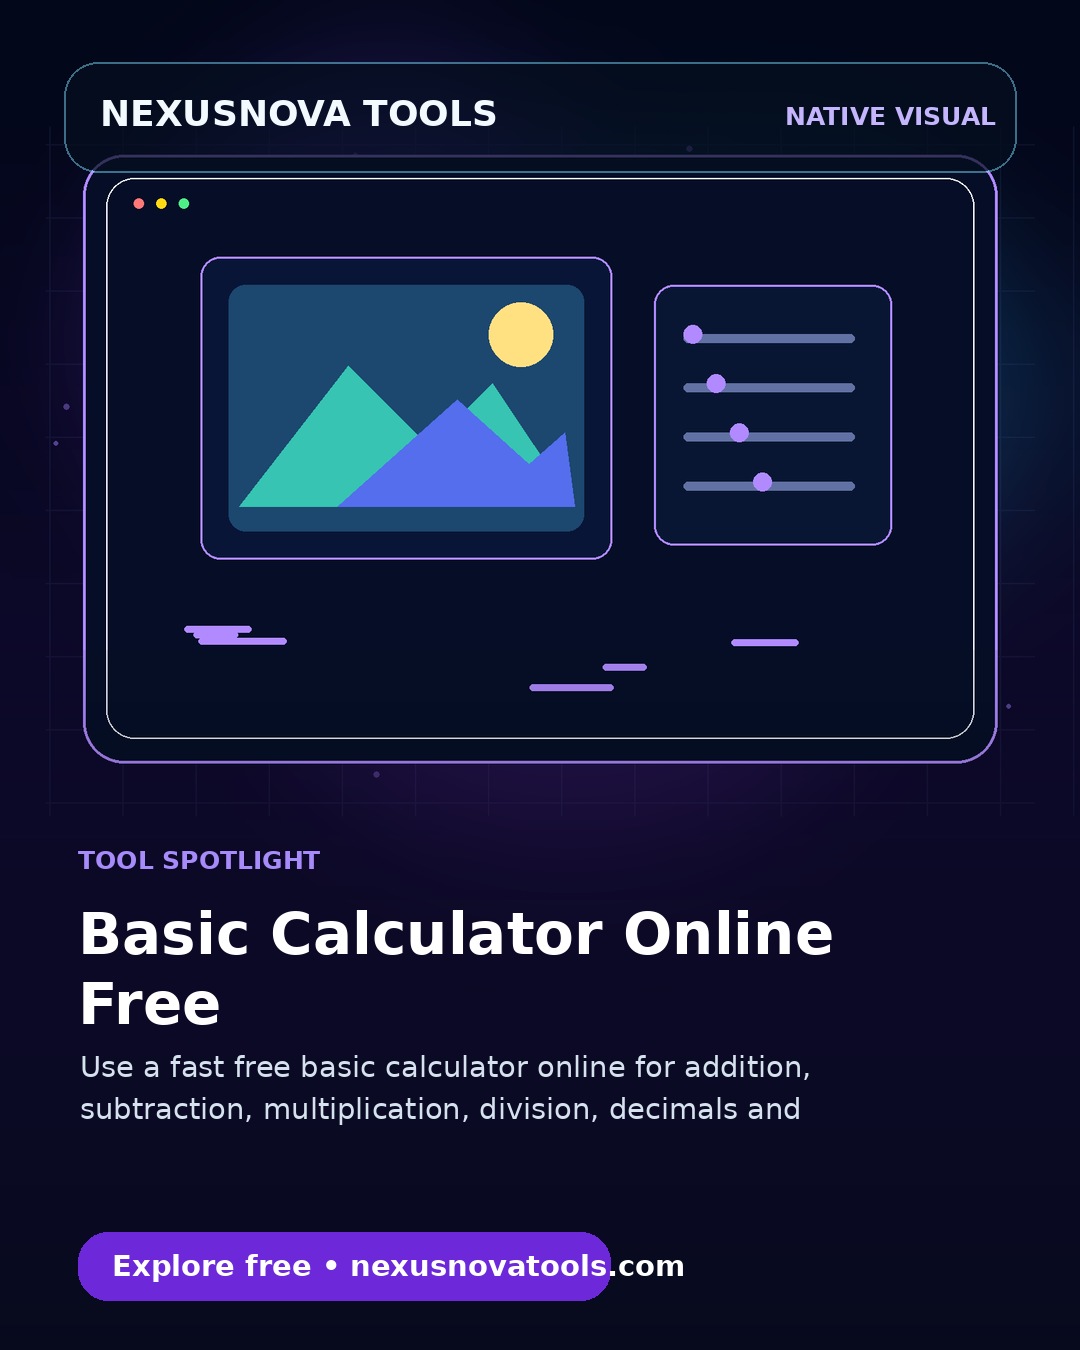 NEXUSNOVA TOOLS
NATIVE VISUAL
TOOL SPOTLIGHT
Basic Calculator Online
Free
Use a fast free basic calculator online for addition,
subtraction, multiplication, division, decimals and
Explore free • nexusnovatools.com